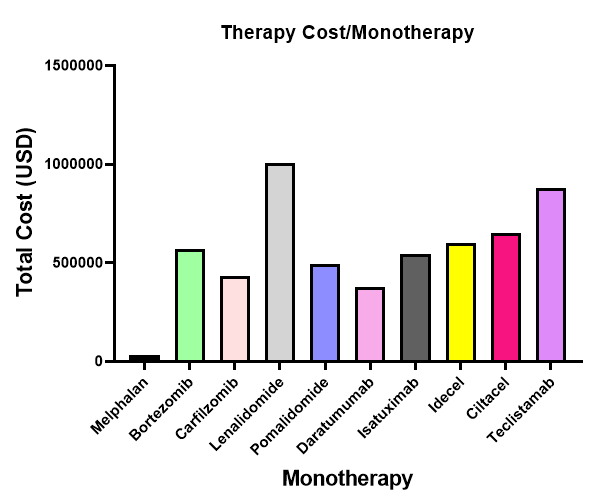 Therapy Cost/Monotherapy
Total Cost (USD)
1500000
1000000
500000
0
Melphalan
Bortezomib
Carfilzomib
Lenalidomide
Pomalidomide
Daratumumab
Isatuximab
Idecel
Ciltacel
Teclistamab
Monotherapy